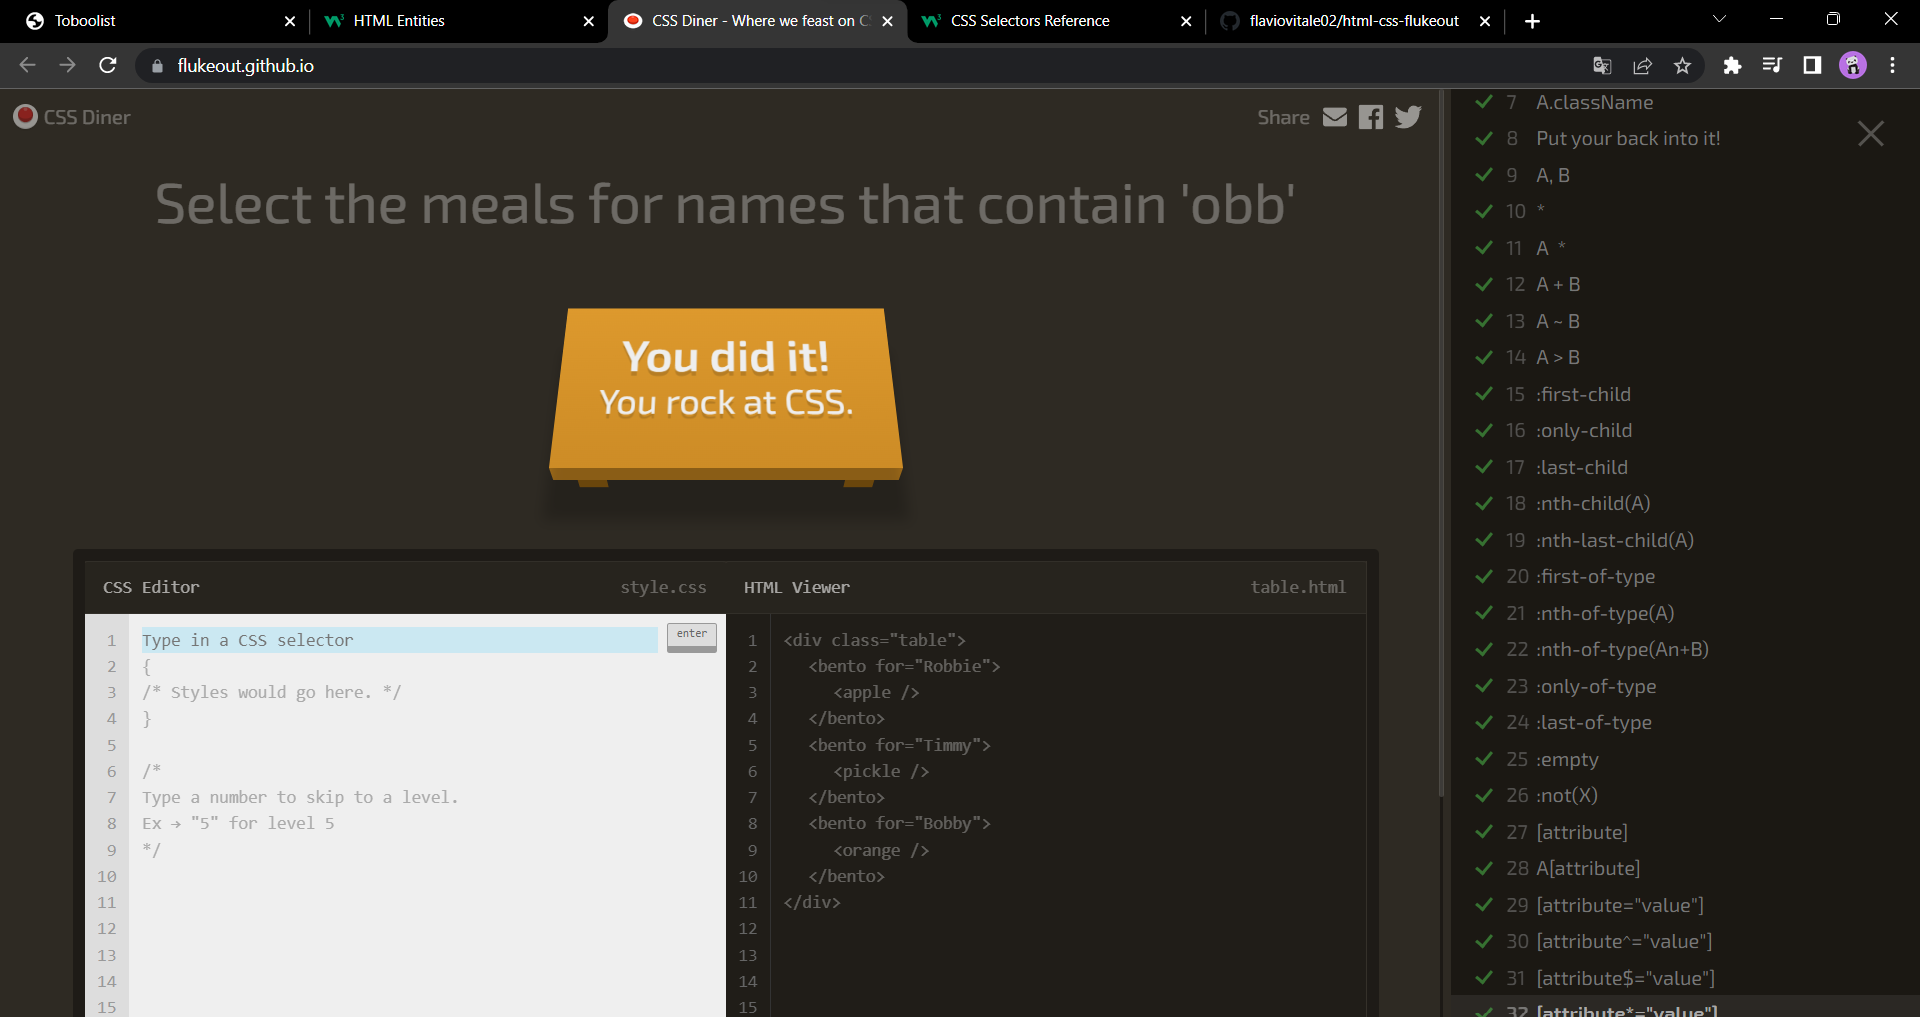 Toboolist
HTML Entities
CSS Diner - Where we feast on C
CSS Selectors Reference
flaviovitale02/html-css-flukeout
flukeout.github.io
CSS Diner
Share
Select the meals for names that contain 'obb'
You did it!
You rock at CSS.
CSS Editor
style.css
1 Type in a CSS selector
enter
2 {
3 /* Styles would go here. */
4 }
5
6 /*
7 Type a number to skip to a level.
8 Ex → "5" for level 5
9 */
10
11
12
13
14
15
HTML Viewer
table.html
1 <div class="table">
2 <bento for="Robbie">
3 <apple />
4 </bento>
5 <bento for="Timmy">
6 <pickle />
7 </bento>
8 <bento for="Bobby">
9 <orange />
10 </bento>
11 </div>
12
13
14
15
7 A.className
8 Put your back into it!
9 A, B
10 *
11 A *
12 A + B
13 A ~ B
14 A > B
15 :first-child
16 :only-child
17 :last-child
18 :nth-child(A)
19 :nth-last-child(A)
20 :first-of-type
21 :nth-of-type(A)
22 :nth-of-type(An+B)
23 :only-of-type
24 :last-of-type
25 :empty
26 :not(X)
27 [attribute]
28 A[attribute]
29 [attribute="value"]
30 [attribute^="value"]
31 [attribute$="value"]
32 [attribute*="value"]